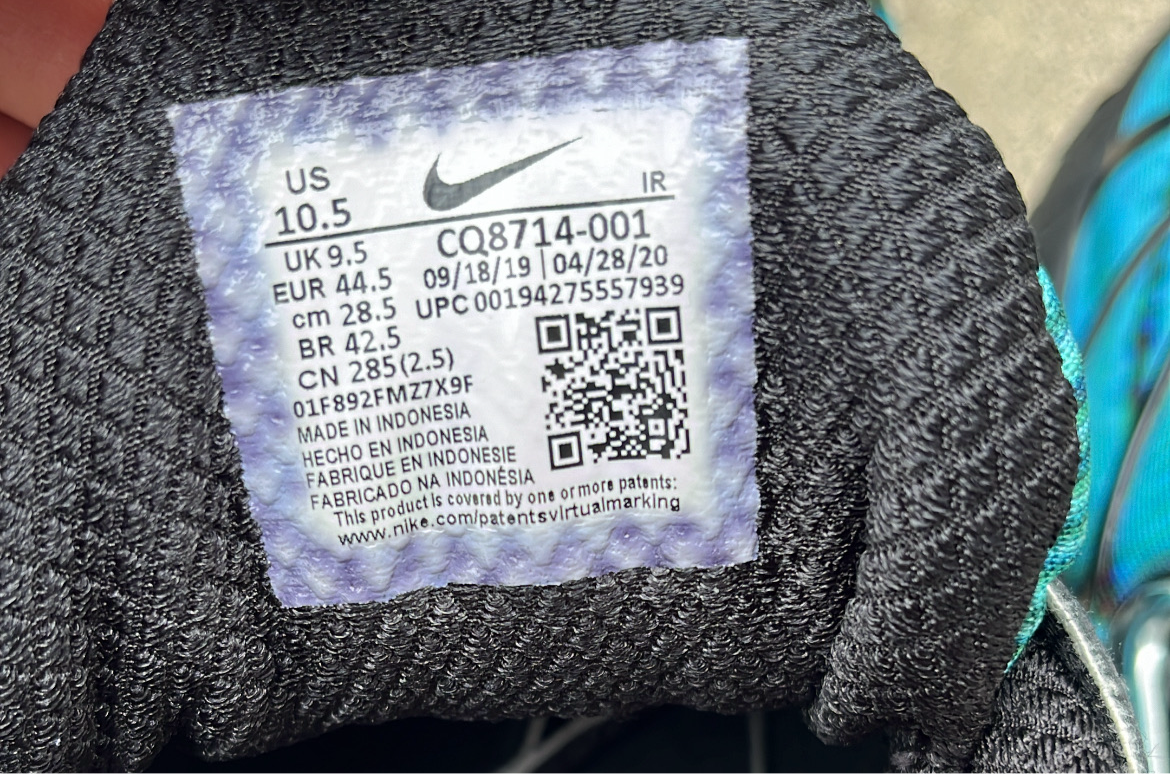 US
10.5
IR
UK 9.5
EUR 44.5
cm 28.5
BR 42.5
CN 285(2.5)
CQ8714-001
09/18/19 | 04/28/20
UPC 00194275557939
01F892FMZ7X9F
MADE IN INDONESIA
HECHO EN INDONESIA
FABRIQUE EN INDONESIE
FABRICADO NA INDONÉSIA
This product is covered by one or more patents:
www.nike.com/patentsvirtualmarking